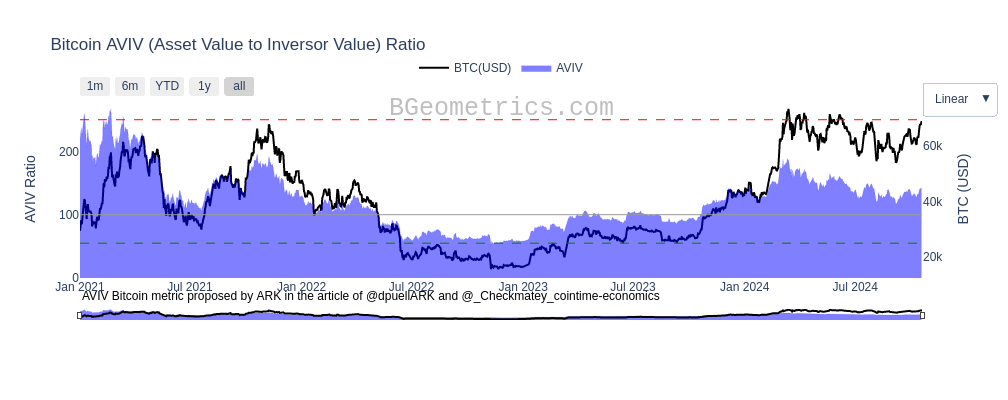 Bitcoin AVIV (Asset Value to Inversor Value) Ratio
BTC(USD) AVIV
1m 6m YTD 1y all
Linear ▼
BGeometrics.com
200
100
0
AVIV Ratio
60k
40k
20k
BTC (USD)
Jan 2021 Jul 2021 Jan 2022 Jul 2022 Jan 2023 Jul 2023 Jan 2024 Jul 2024
AVIV Bitcoin metric proposed by ARK in the article of @dpuellARK and @_Checkmatey_cointime-economics